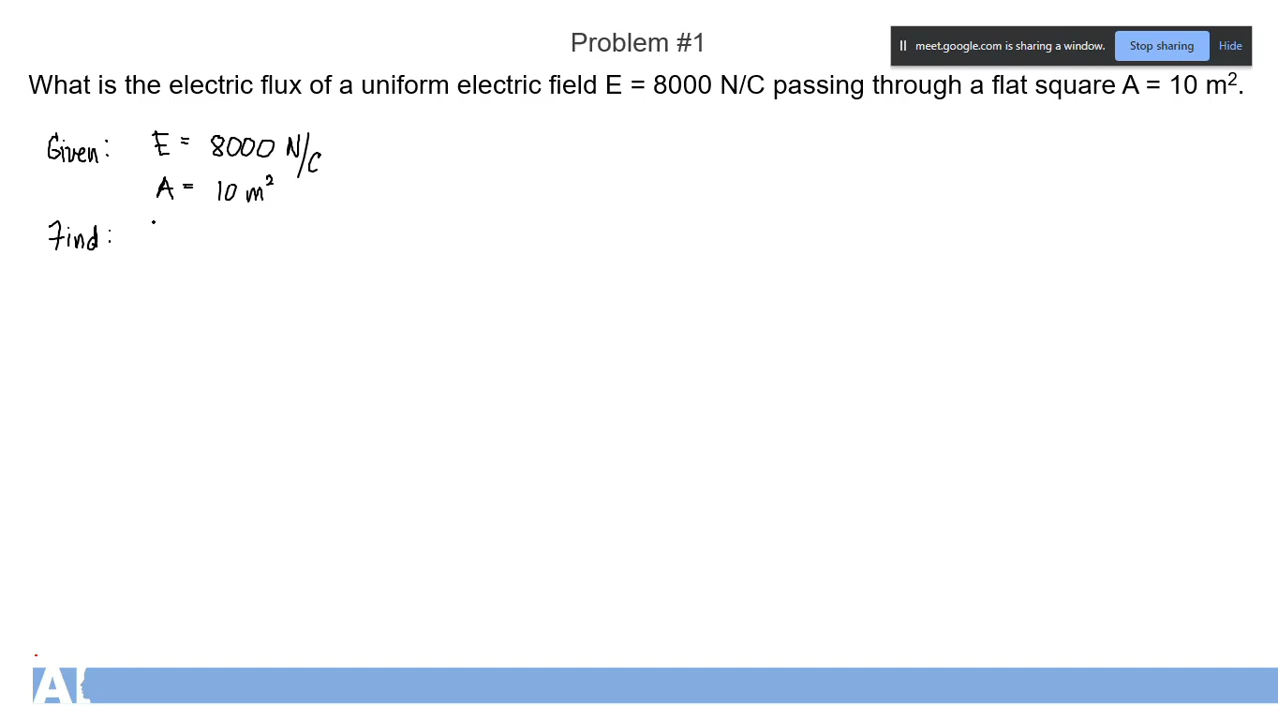 Problem #1
meet.google.com is sharing a window. Stop sharing Hide
What is the electric flux of a uniform electric field E = 8000 N/C passing through a flat square A = 10 m².
Given: E = 8000 N/C
A = 10 m²
Find:
A